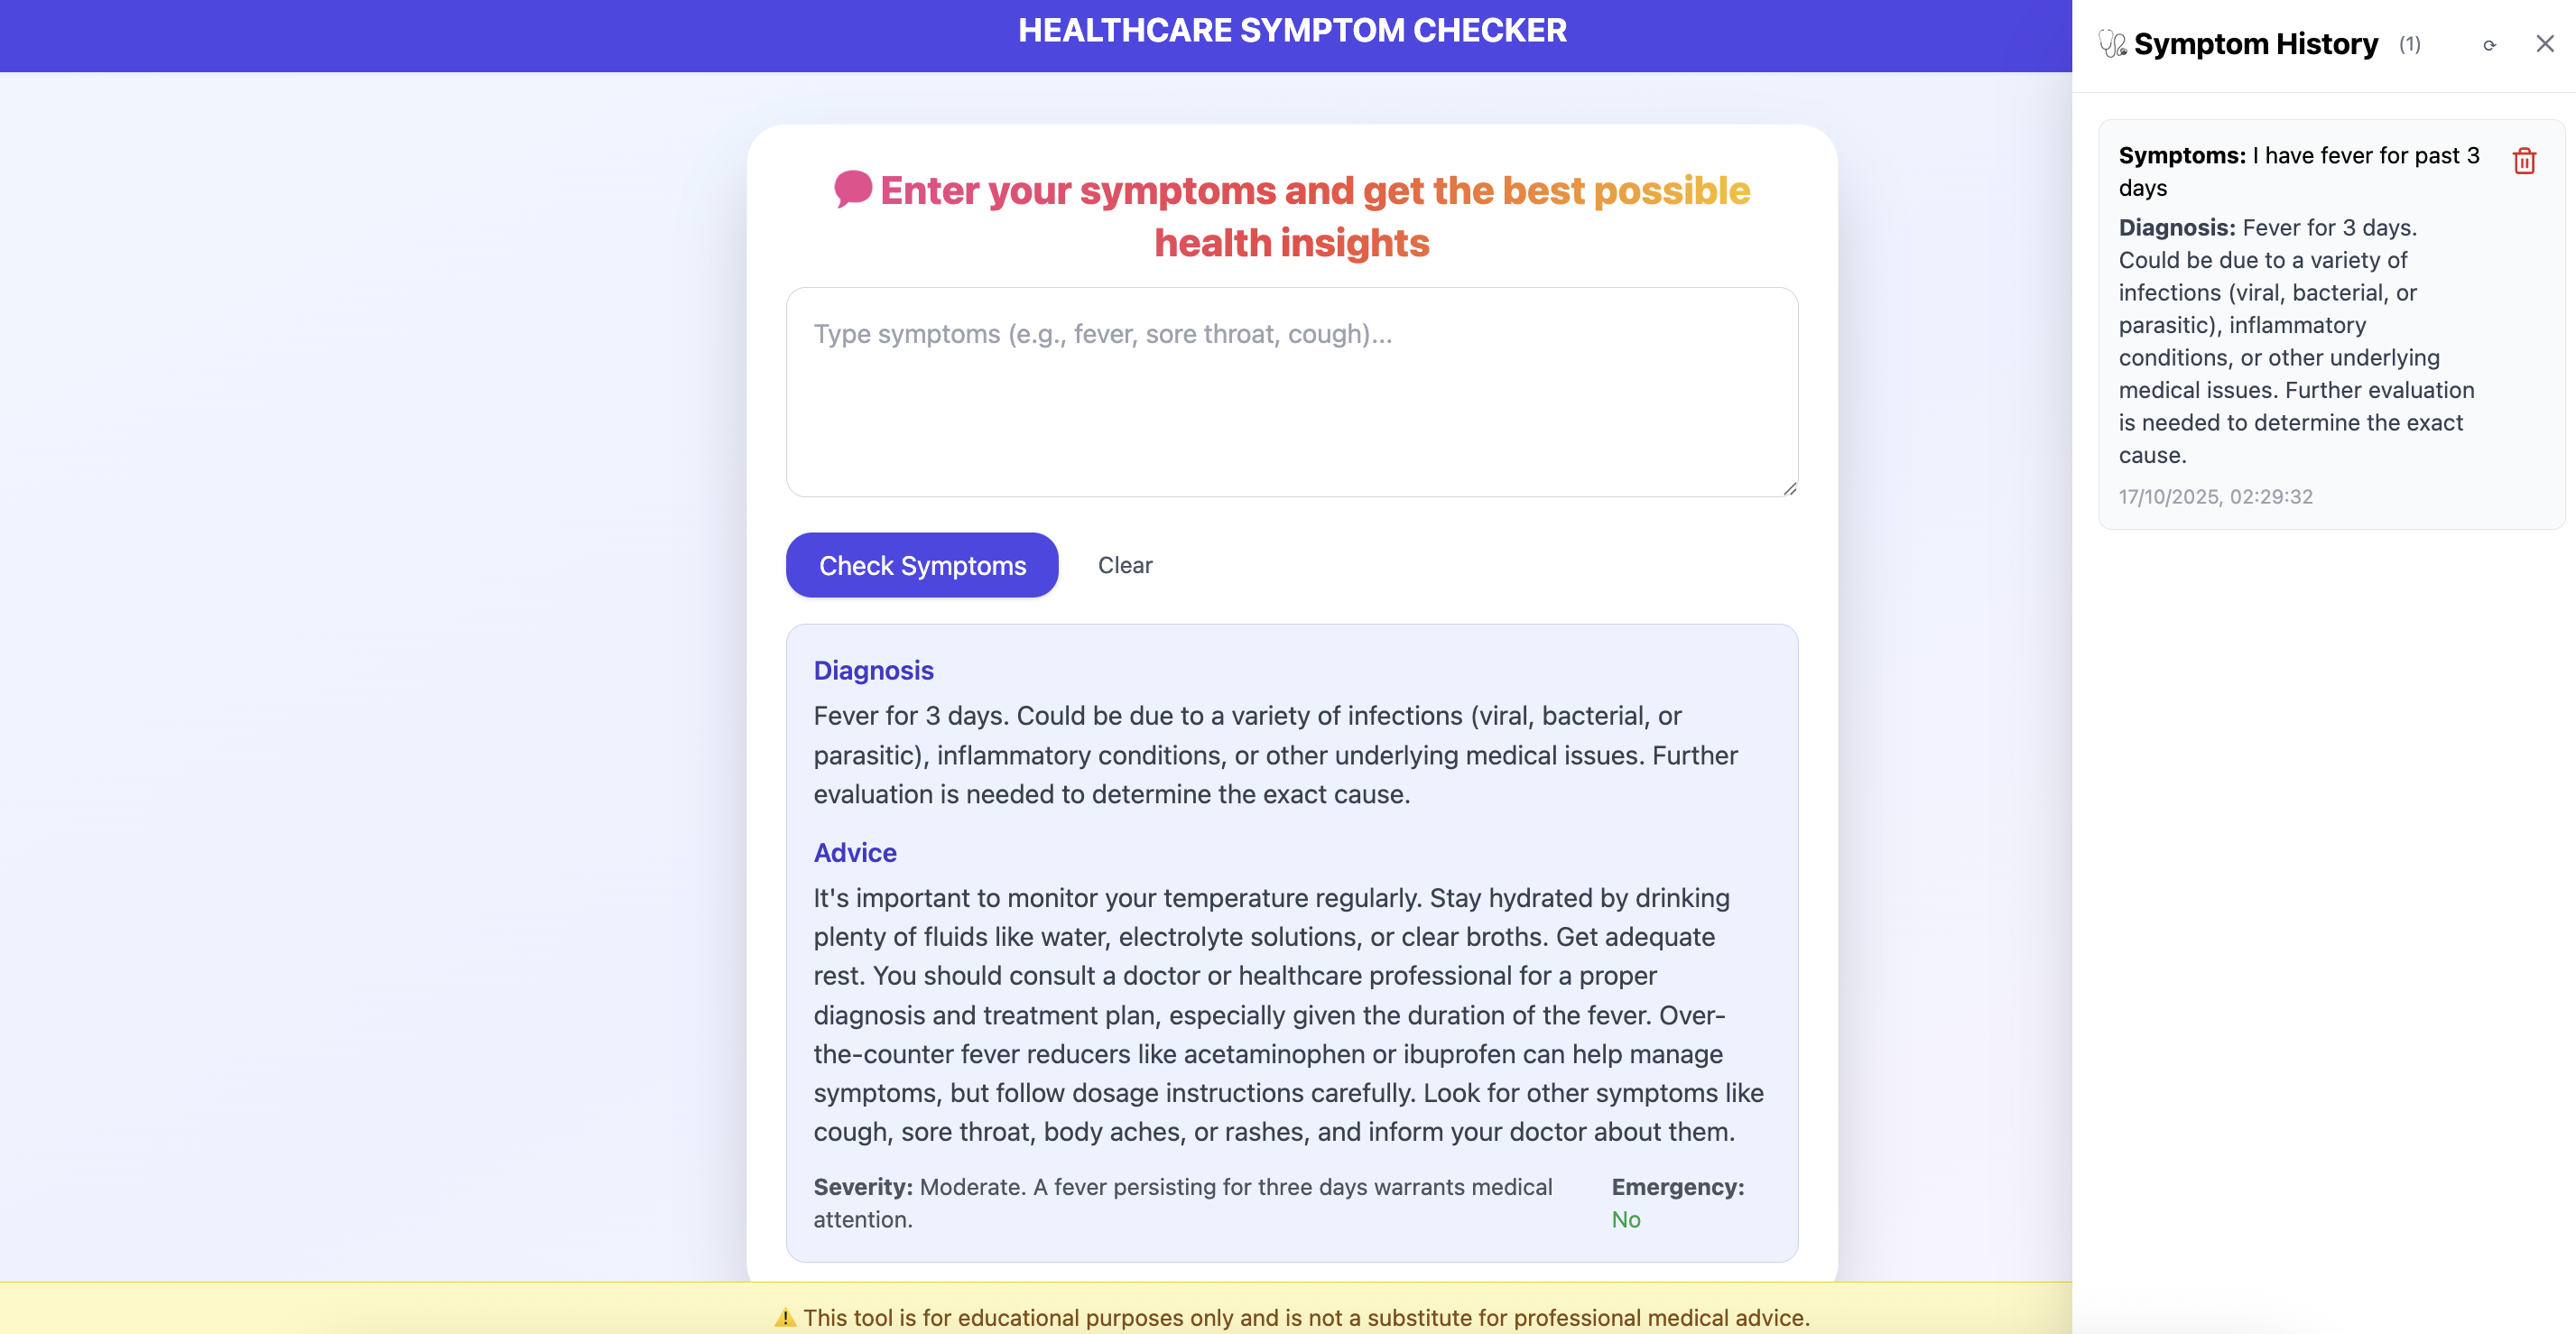 HEALTHCARE SYMPTOM CHECKER
Enter your symptoms and get the best possible
health insights
Type symptoms (e.g., fever, sore throat, cough)...
Check Symptoms
Clear
Diagnosis
Fever for 3 days. Could be due to a variety of infections (viral, bacterial, or
parasitic), inflammatory conditions, or other underlying medical issues. Further
evaluation is needed to determine the exact cause.
Advice
It's important to monitor your temperature regularly. Stay hydrated by drinking
plenty of fluids like water, electrolyte solutions, or clear broths. Get adequate
rest. You should consult a doctor or healthcare professional for a proper
diagnosis and treatment plan, especially given the duration of the fever. Over-
the-counter fever reducers like acetaminophen or ibuprofen can help manage
symptoms, but follow dosage instructions carefully. Look for other symptoms like
cough, sore throat, body aches, or rashes, and inform your doctor about them.
Severity: Moderate. A fever persisting for three days warrants medical
attention.
Emergency:
No
This tool is for educational purposes only and is not a substitute for professional medical advice.
Symptom History (1)
Symptoms: I have fever for past 3
days
Diagnosis: Fever for 3 days.
Could be due to a variety of
infections (viral, bacterial, or
parasitic), inflammatory
conditions, or other underlying
medical issues. Further evaluation
is needed to determine the exact
cause.
17/10/2025, 02:29:32